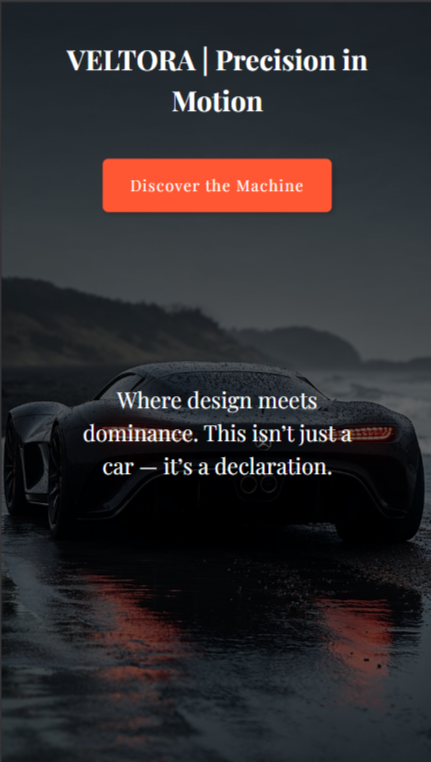 VELTORA | Precision in
Motion
Discover the Machine
Where design meets
dominance. This isn’t just a
car — it’s a declaration.